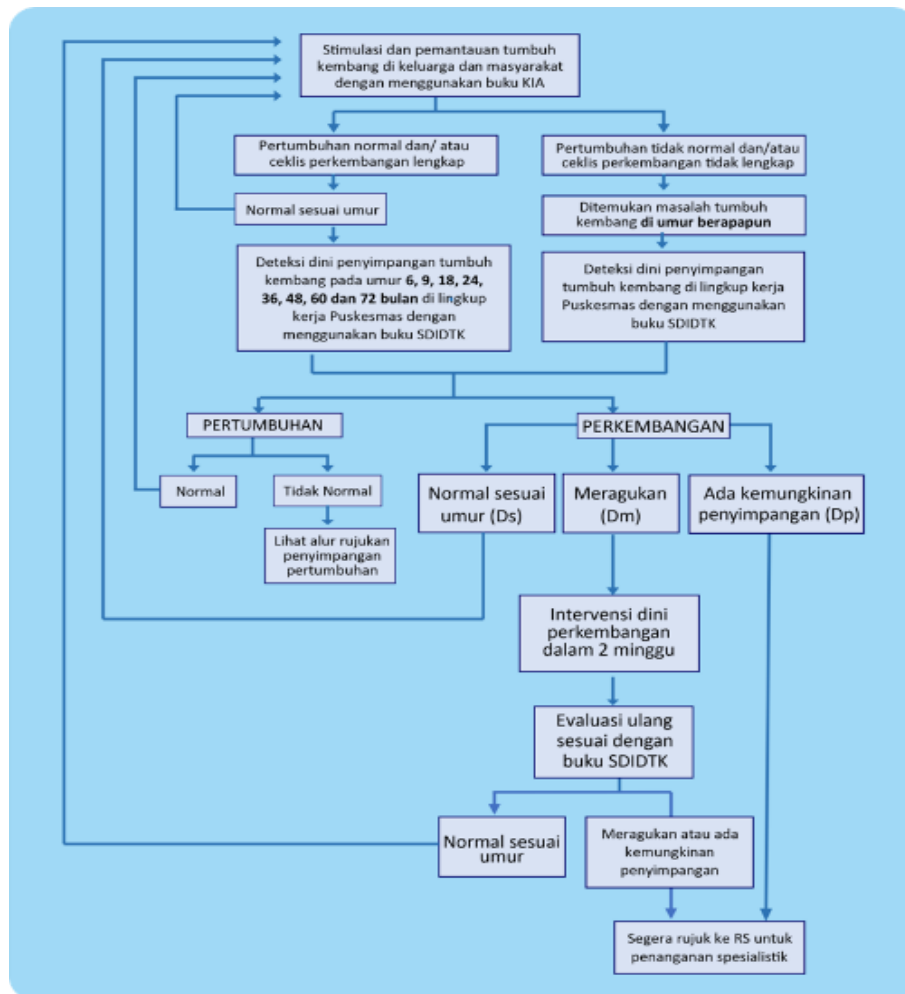 Stimulasi dan pemantauan tumbuh
kembang di keluarga dan masyarakat
dengan menggunakan buku KIA
Pertumbuhan normal dan/ atau
ceklis perkembangan lengkap
Pertumbuhan tidak normal dan/atau
ceklis perkembangan tidak lengkap
Normal sesuai umur
Ditemukan masalah tumbuh
kembang di umur berapapun
Deteksi dini penyimpangan tumbuh
kembang pada umur 6, 9, 18, 24,
36, 48, 60 dan 72 bulan di lingkup
kerja Puskesmas dengan
menggunakan buku SDIDTK
Deteksi dini penyimpangan
tumbuh kembang di lingkup kerja
Puskesmas dengan menggunakan
buku SDIDTK
PERTUMBUHAN
PERKEMBANGAN
Normal
Tidak Normal
Normal sesuai
umur (Ds)
Meragukan
(Dm)
Ada kemungkinan
penyimpangan (Dp)
Lihat alur rujukan
penyimpangan
pertumbuhan
Intervensi dini
perkembangan
dalam 2 minggu
Evaluasi ulang
sesuai dengan
buku SDIDTK
Normal sesuai
umur
Meragukan atau ada
kemungkinan
penyimpangan
Segera rujuk ke RS untuk
penanganan spesialistik